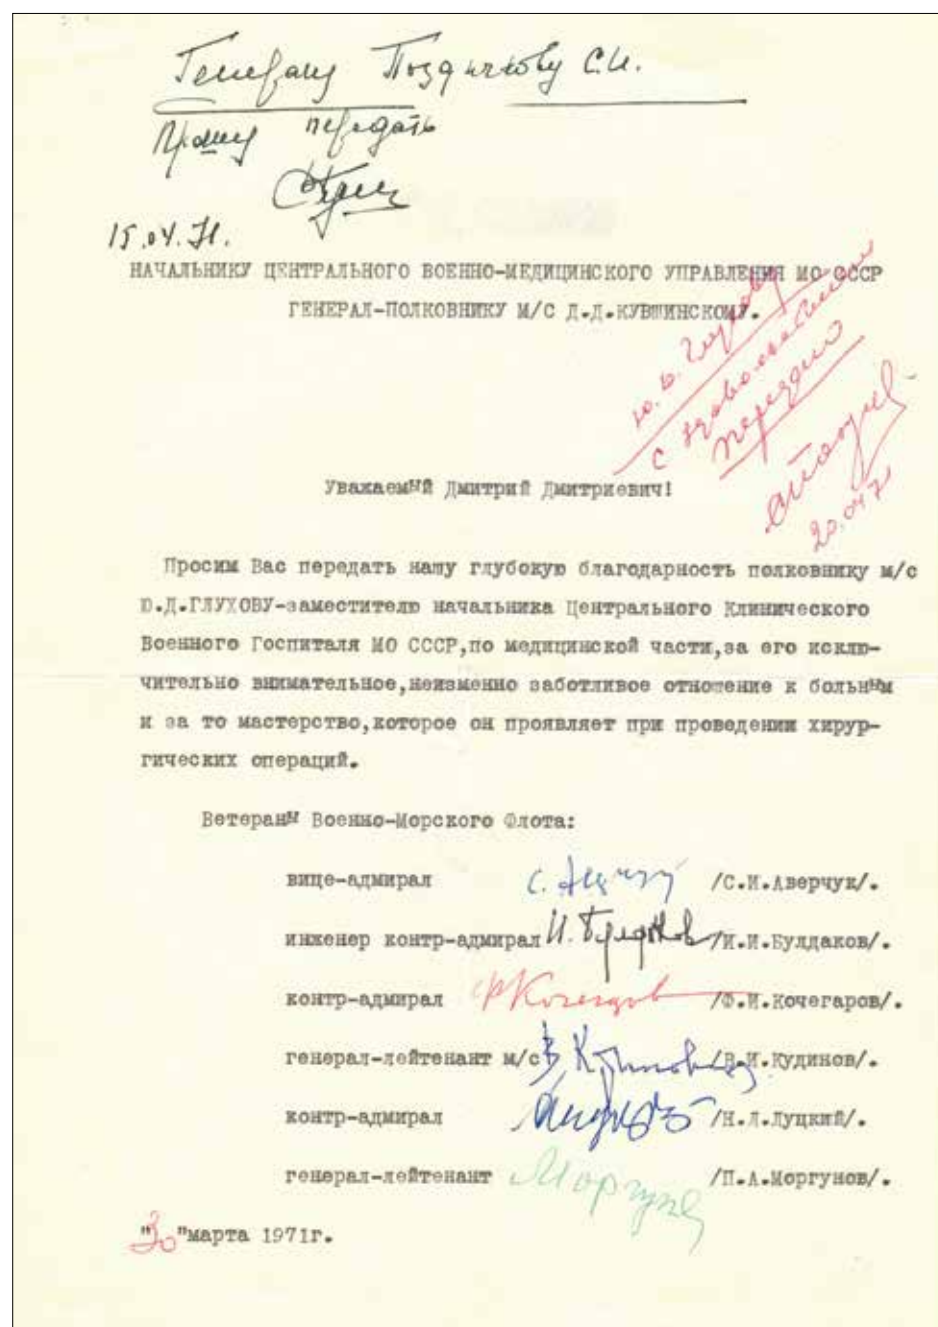 Генералу Позднякову С.И.
Прошу передать
15.04.71.
НАЧАЛЬНИКУ ЦЕНТРАЛЬНОГО ВОЕННО-МЕДИЦИНСКОГО УПРАВЛЕНИЯ МО СССР
ГЕНЕРАЛ-ПОЛКОВНИКУ М/С Д.Д.КУВШИНСКОМУ.
Ю.Д. Глухову
с удовольствием
передаю
20.04.71
Уважаемый Дмитрий Дмитриевич!
Просим Вас передать нашу глубокую благодарность полковнику м/с
Ю.Д.ГЛУХОВУ-заместителю начальника Центрального Клинического
Военного Госпиталя МО СССР,по медицинской части,за его исклю-
чительно внимательное,неизменно заботливое отношение к больным
и за то мастерство,которое он проявляет при проведении хирур-
гических операций.
Ветераны Военно-Морского Флота:
вице-адмирал /С.И.Аверчук/.
инженер контр-адмирал И. Булдаков /И.И.Булдаков/.
контр-адмирал /Ф.И.Кочегаров/.
генерал-лейтенант м/с /В.И.Кудинов/.
контр-адмирал /Н.Л.Луцкий/.
генерал-лейтенант Моргунов /П.А.Моргунов/.
"30"марта 1971г.